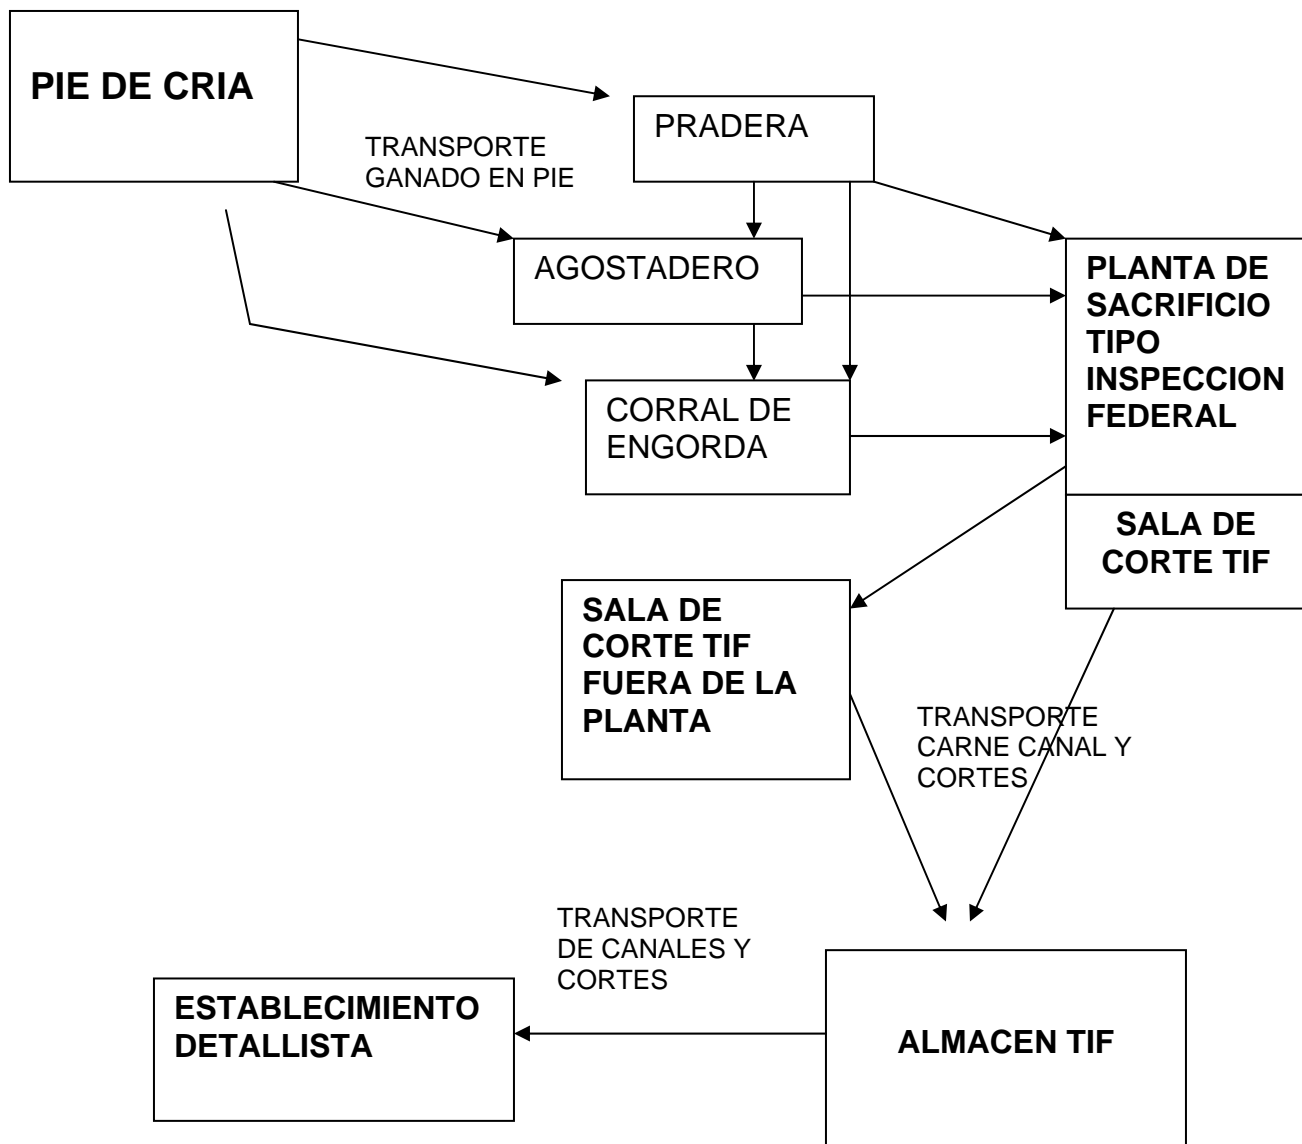 PIE DE CRIA
PRADERA
TRANSPORTE
GANADO EN PIE
AGOSTADERO
PLANTA DE
SACRIFICIO
TIPO
INSPECCION
FEDERAL
CORRAL DE
ENGORDA
SALA DE
CORTE TIF
SALA DE
CORTE TIF
FUERA DE LA
PLANTA
TRANSPORTE
CARNE CANAL Y
CORTES
TRANSPORTE
DE CANALES Y
CORTES
ESTABLECIMIENTO
DETALLISTA
ALMACEN TIF